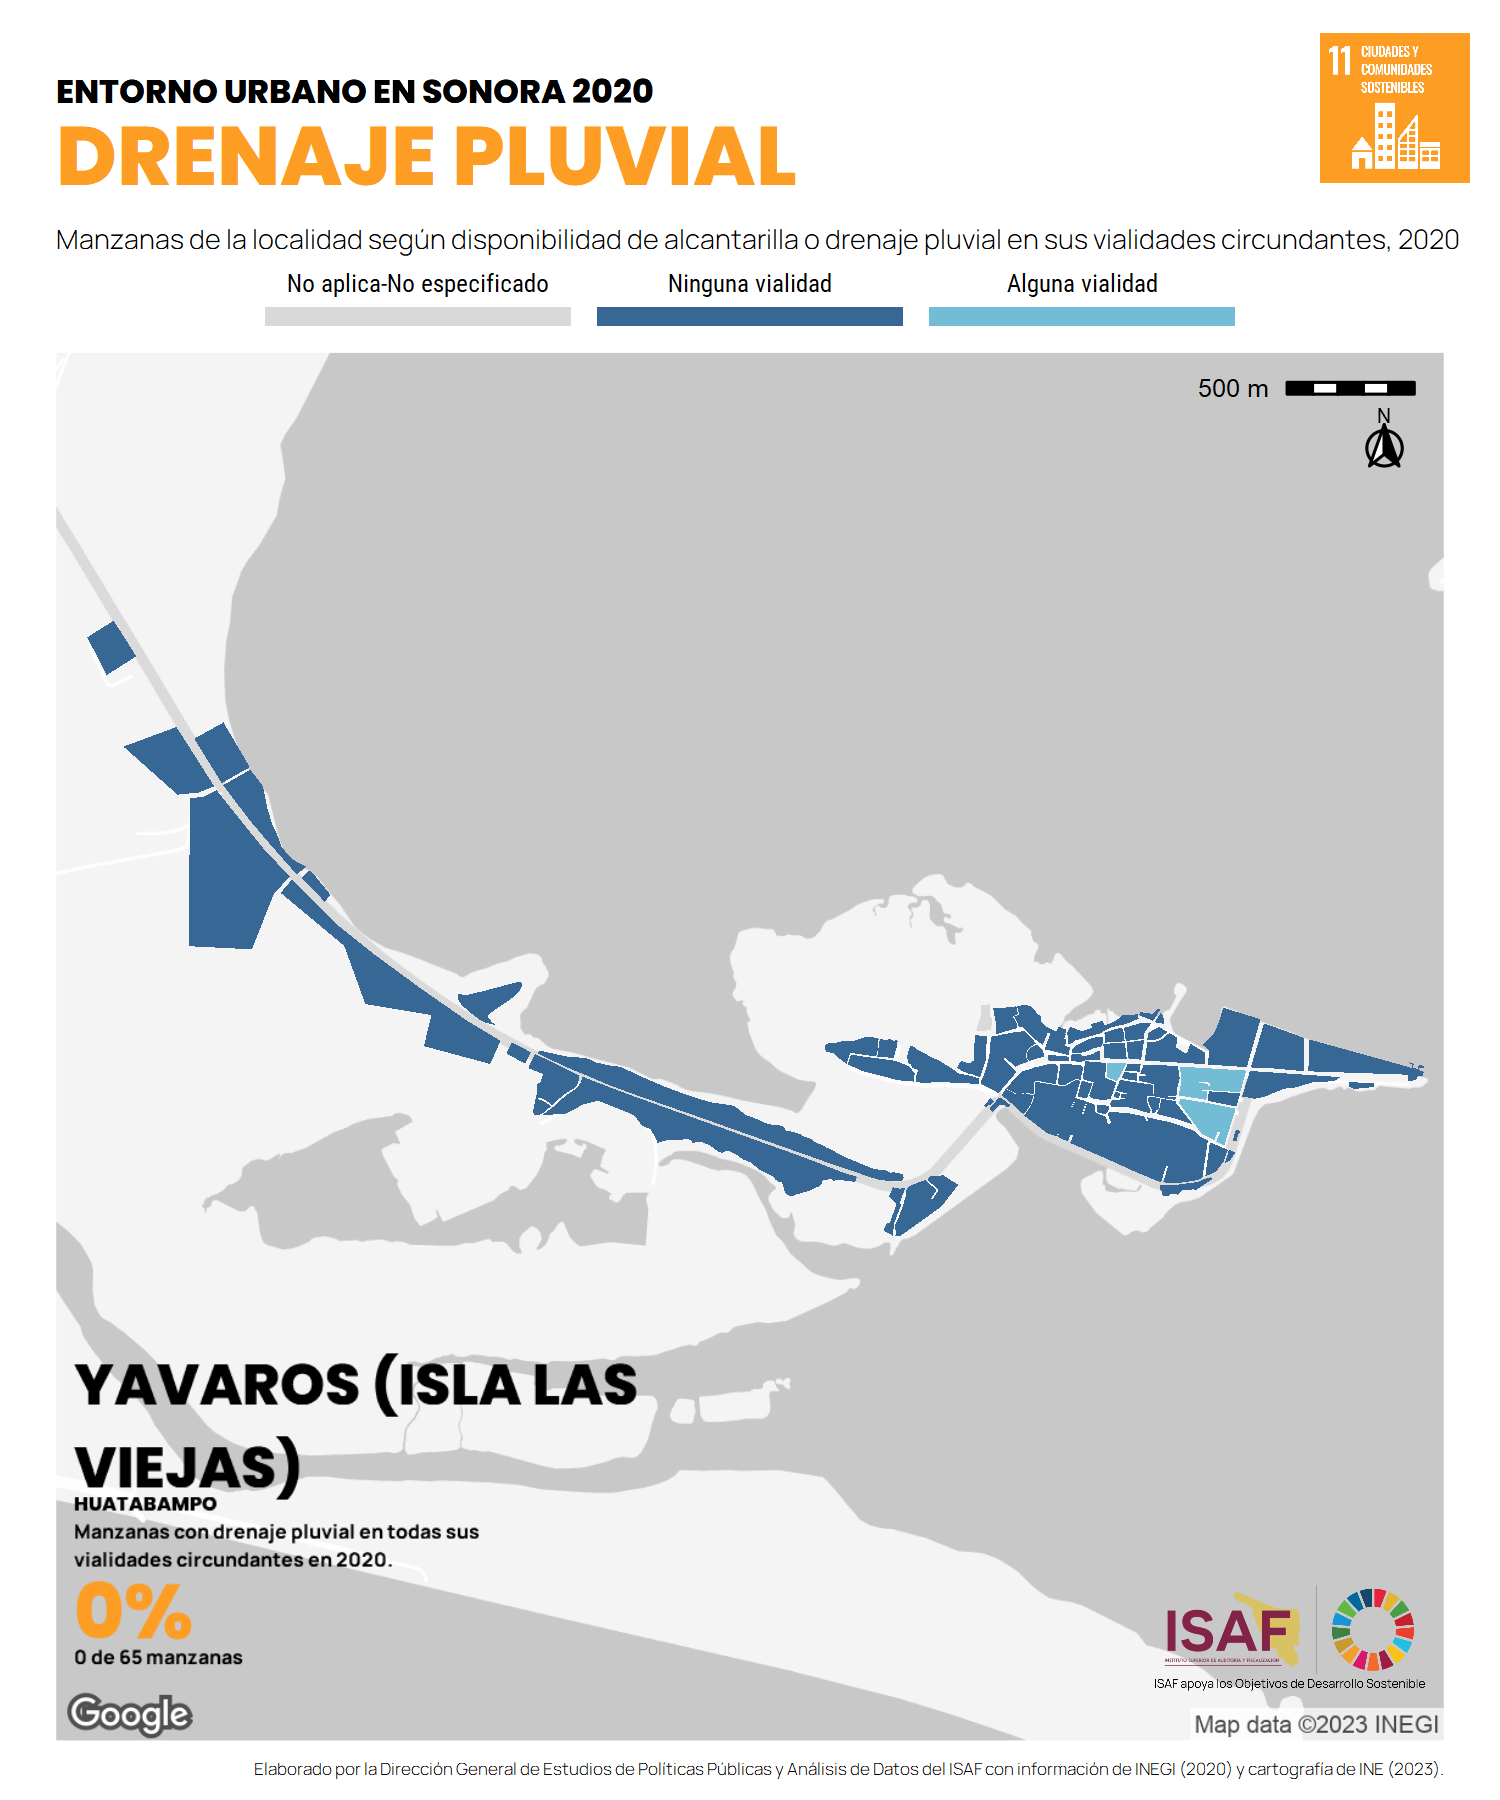 ENTORNO URBANO EN SONORA 2020
DRENAJE PLUVIAL
11 CIUDADES Y
COMUNIDADES
SOSTENIBLES
Manzanas de la localidad según disponibilidad de alcantarilla o drenaje pluvial en sus vialidades circundantes, 2020
No aplica-No especificado Ninguna vialidad Alguna vialidad
500 m
N
YAVAROS (ISLA LAS
VIEJAS)
HUATABAMPO
Manzanas con drenaje pluvial en todas sus
vialidades circundantes en 2020.
0%
0 de 65 manzanas
ISAF
INSTITUTO SUPERIOR DE AUDITORÍA Y FISCALIZACIÓN
ISAF apoya los Objetivos de Desarrollo Sostenible
Google
Map data ©2023 INEGI
Elaborado por la Dirección General de Estudios de Políticas Públicas y Análisis de Datos del ISAF con información de INEGI (2020) y cartografía de INE (2023).